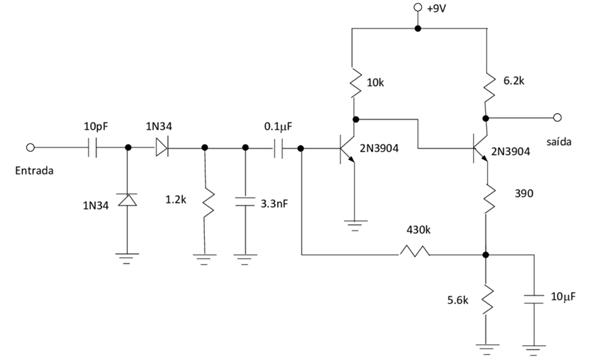 +9V
10k
6.2k
10pF
1N34
0.1µF
2N3904
saída
2N3904
Entrada
1N34
1.2k
3.3nF
390
430k
5.6k
10µF